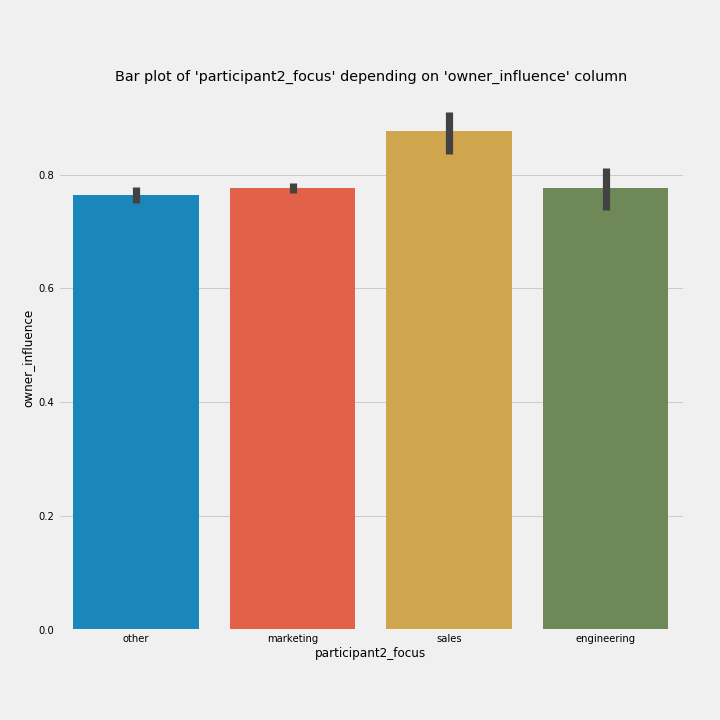 Bar plot of 'participant2_focus' depending on 'owner_influence' column
0.8
0.6
0.4
0.2
0.0
owner_influence
other
marketing
sales
engineering
participant2_focus